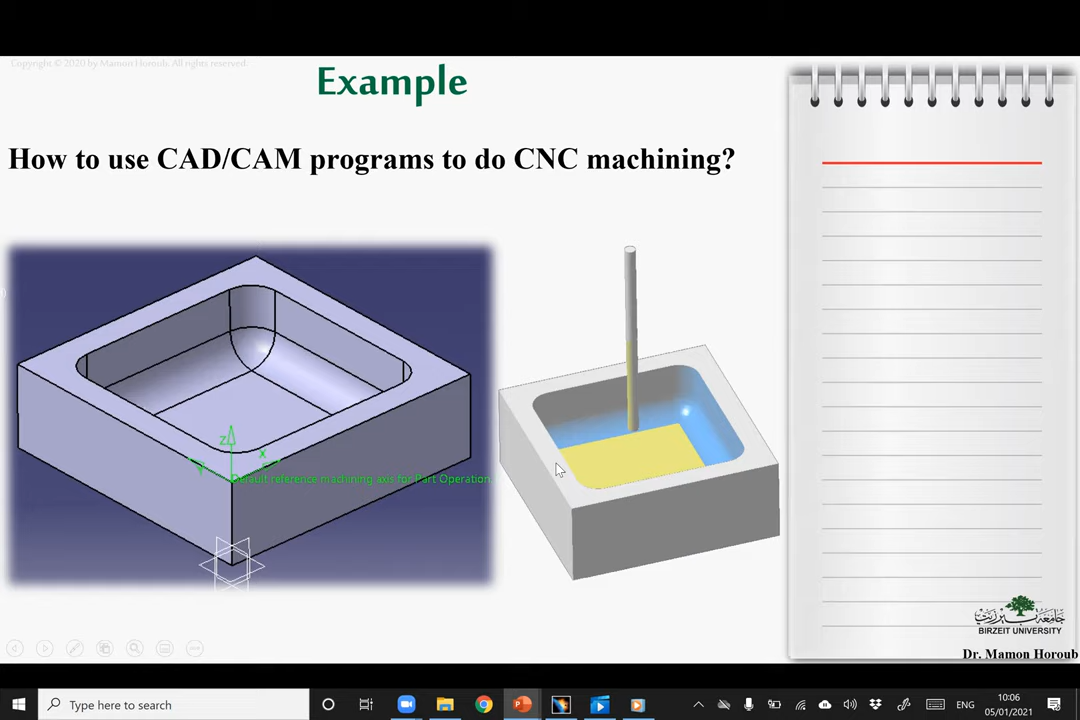 Copyright © 2020 by Mamon Horoub. All rights reserved
Example
How to use CAD/CAM programs to do CNC machining?
Z
x
Default reference machining axis for Part Operation.
جامعة بيرزيت
BIRZEIT UNIVERSITY
Dr. Mamon Horoub
Type here to search
ENG
10:06
05/01/2021